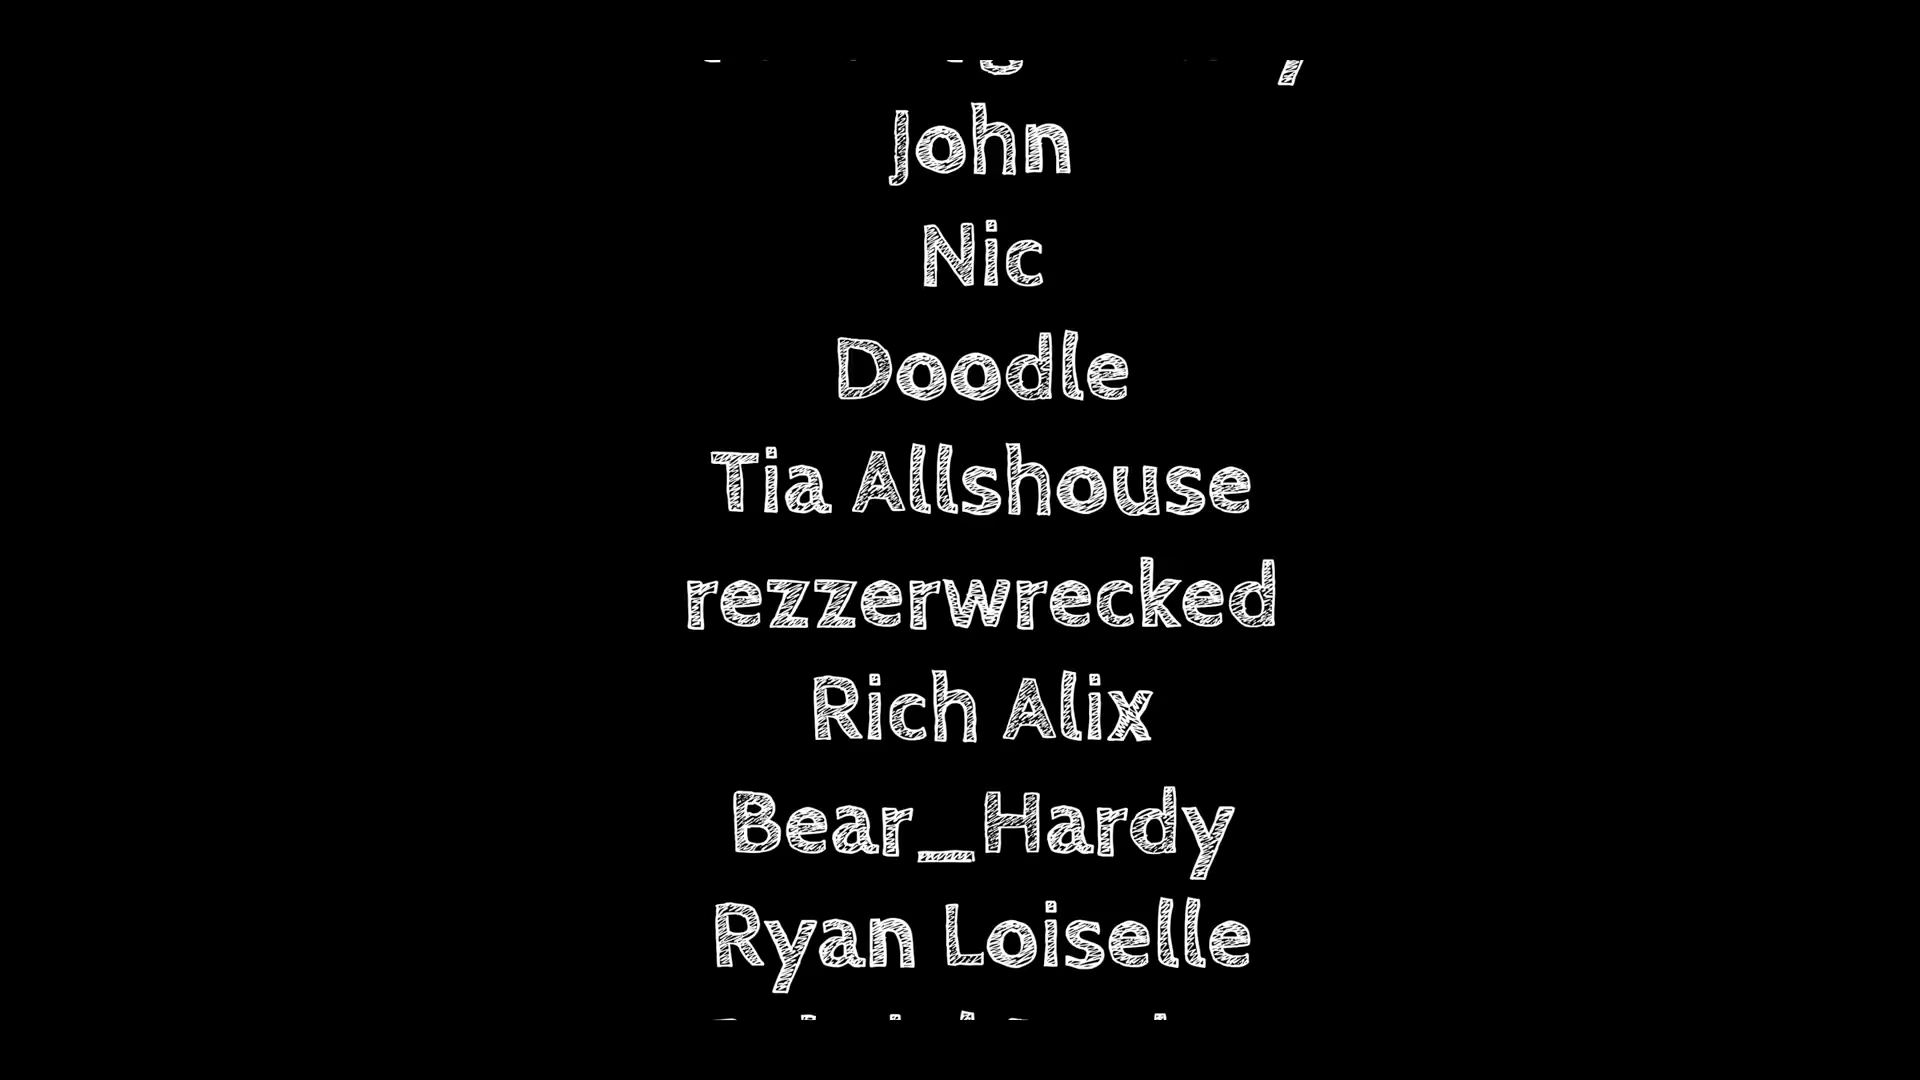 John
Nic
Doodle
Tia Allshouse
rezzerwrecked
Rich Alix
Bear_Hardy
Ryan Loiselle